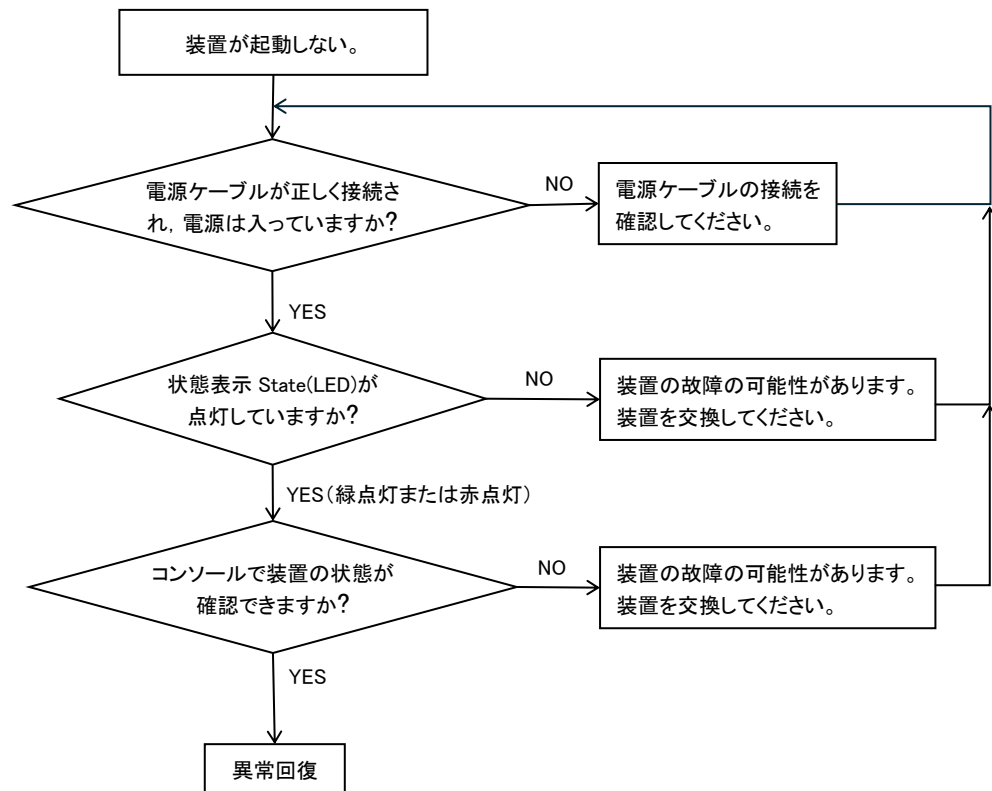 装置が起動しない。
電源ケーブルが正しく接続さ
れ，電源は入っていますか?
NO
電源ケーブルの接続を
確認してください。
YES
状態表示 State(LED)が
点灯していますか?
NO
装置の故障の可能性があります。
装置を交換してください。
YES（緑点灯または赤点灯）
コンソールで装置の状態が
確認できますか?
NO
装置の故障の可能性があります。
装置を交換してください。
YES
異常回復